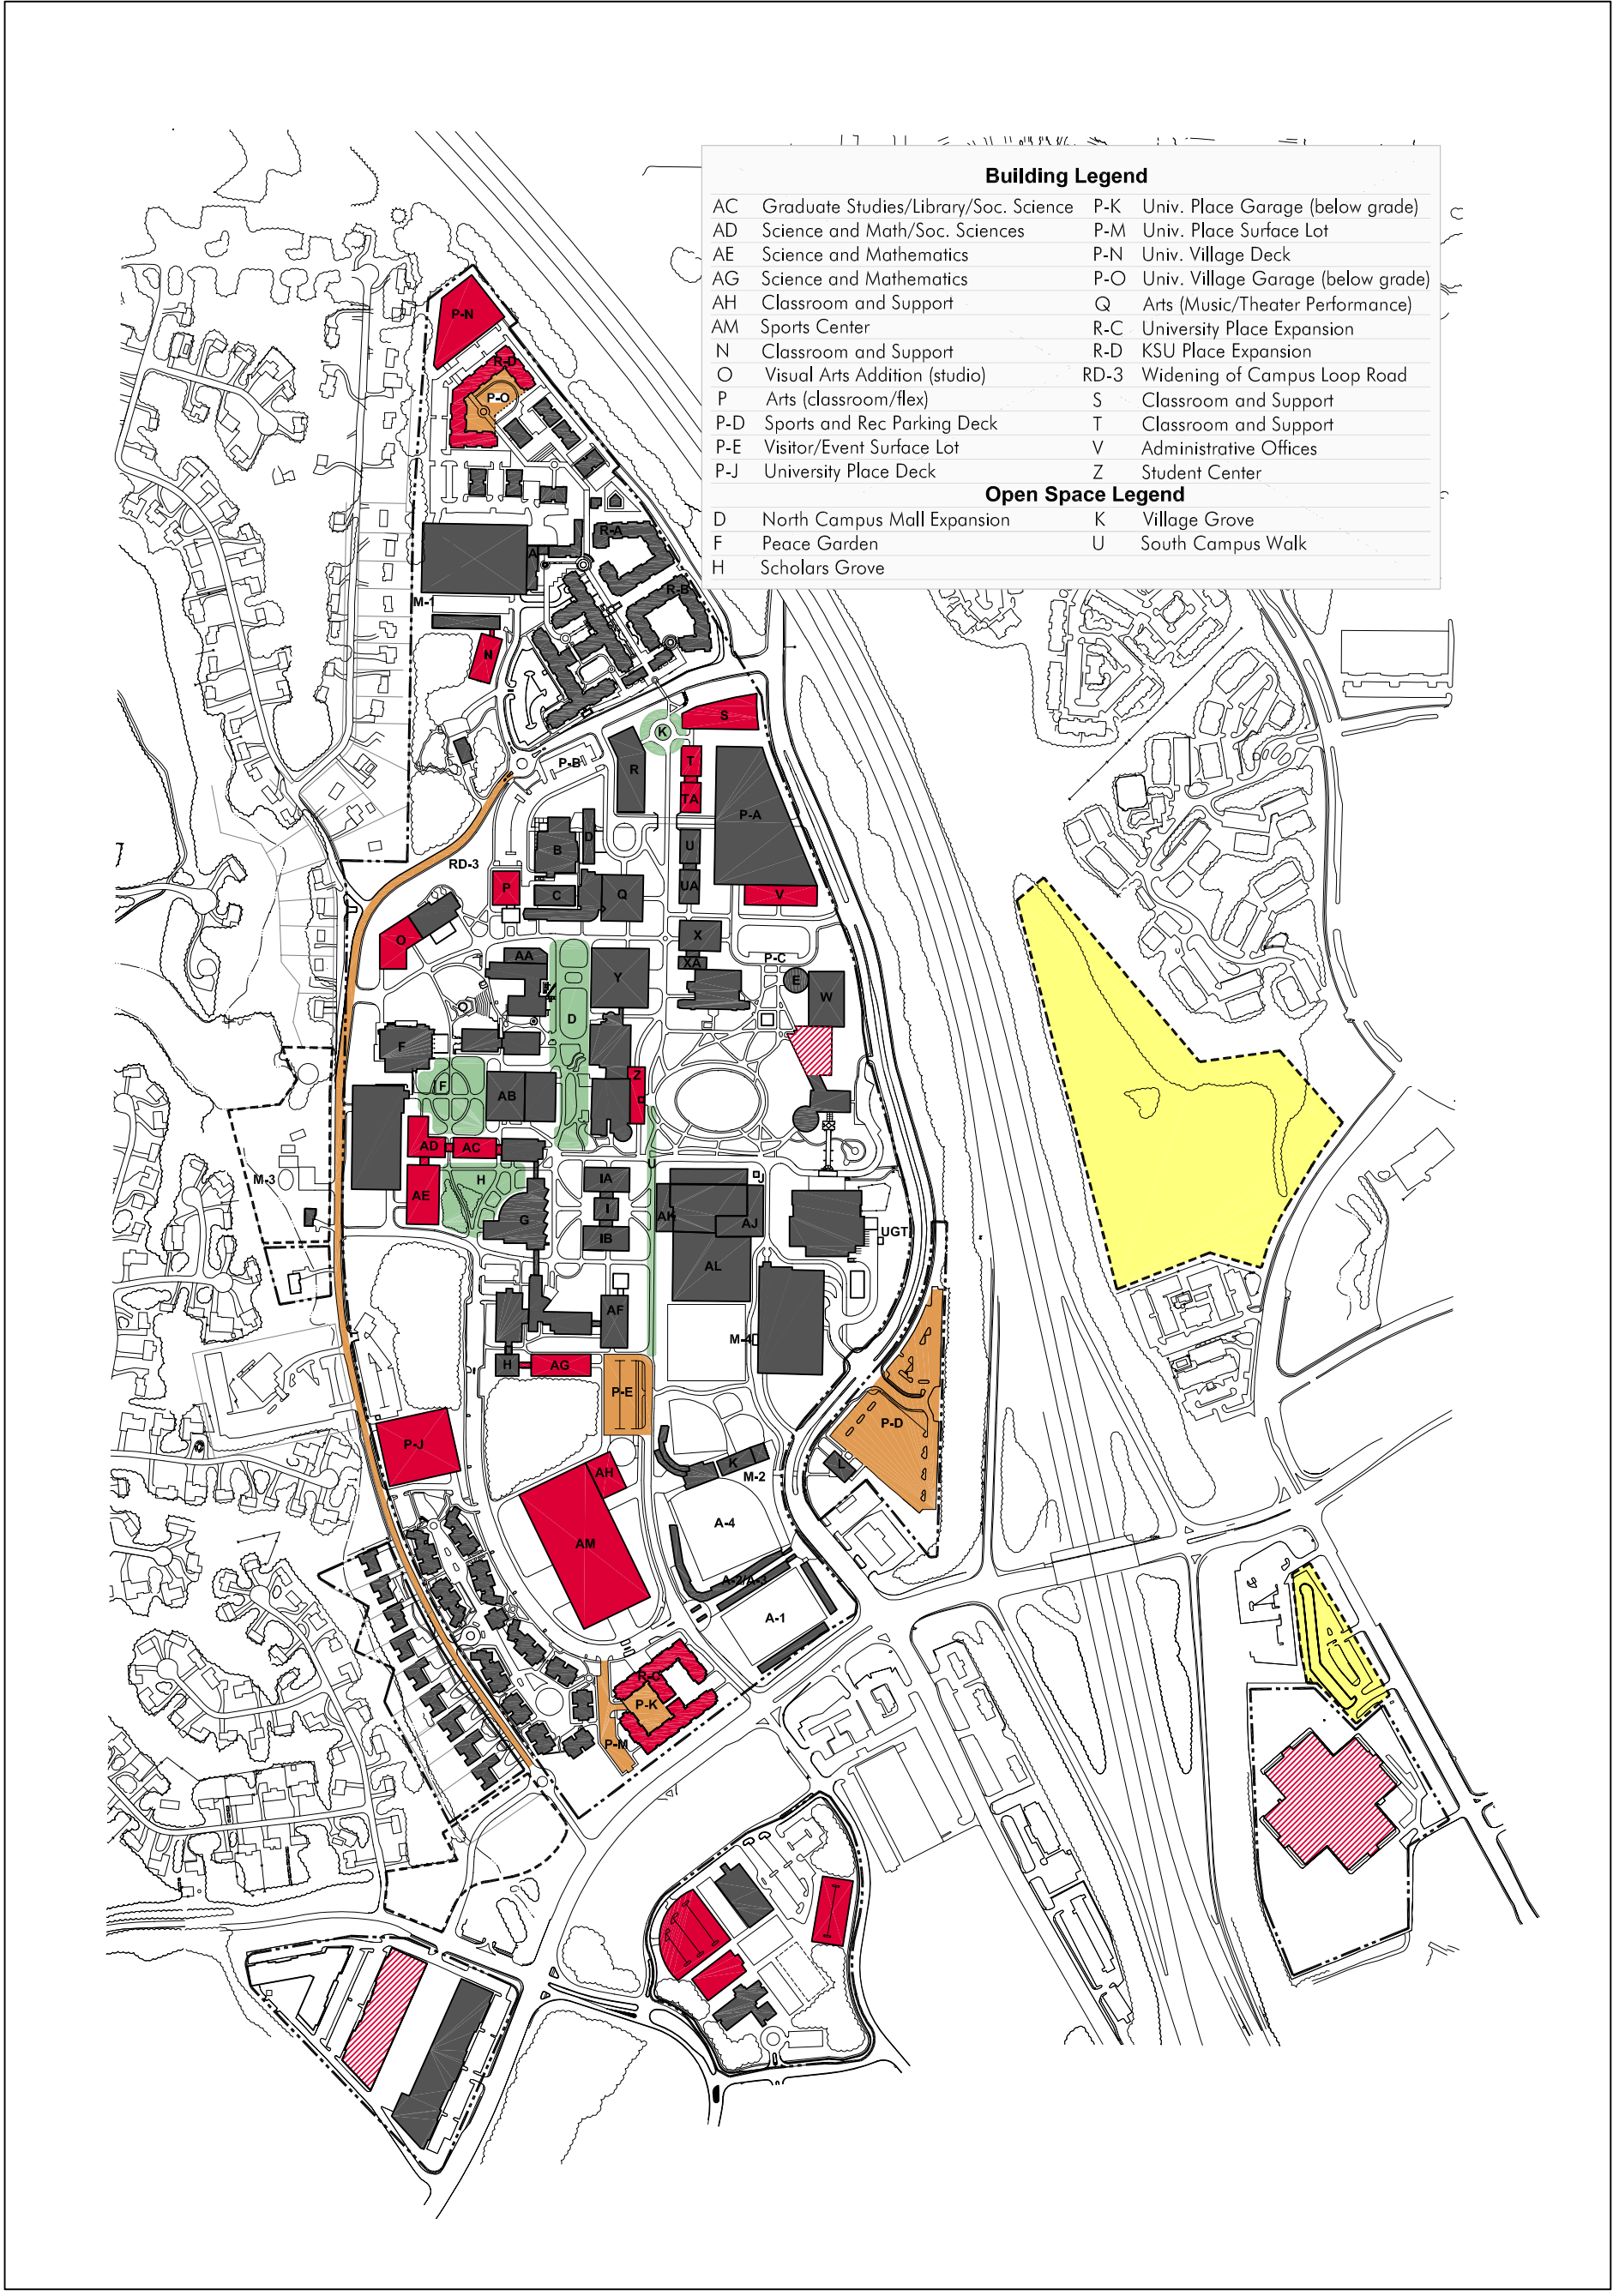 Building Legend
AC Graduate Studies/Library/Soc. Science P-K Univ. Place Garage (below grade)
AD Science and Math/Soc. Sciences P-M Univ. Place Surface Lot
AE Science and Mathematics P-N Univ. Village Deck
AG Science and Mathematics P-O Univ. Village Garage (below grade)
AH Classroom and Support Q Arts (Music/Theater Performance)
AM Sports Center R-C University Place Expansion
N Classroom and Support R-D KSU Place Expansion
O Visual Arts Addition (studio) RD-3 Widening of Campus Loop Road
P Arts (classroom/flex) S Classroom and Support
P-D Sports and Rec Parking Deck T Classroom and Support
P-E Visitor/Event Surface Lot V Administrative Offices
P-J University Place Deck Z Student Center
Open Space Legend
D North Campus Mall Expansion K Village Grove
F Peace Garden U South Campus Walk
H Scholars Grove
P-N
R-D
P-O
R-A
A
R-B
M-1
N
S
K
P-B
R
T
TA
P-A
D
B
U
RD-3
P
C
Q
UA
V
O
X
AA
P-C
XA
Y
E
W
D
F
Z
F
AB
AD
AC
U
M-3
H
IA
J
AE
I
AK
G
AJ
IB
UGT
AL
AF
M-4
H
AG
P-E
P-D
P-J
AH
K
L
M-2
A-4
AM
A-2/A-3
A-1
R-C
P-K
P-M